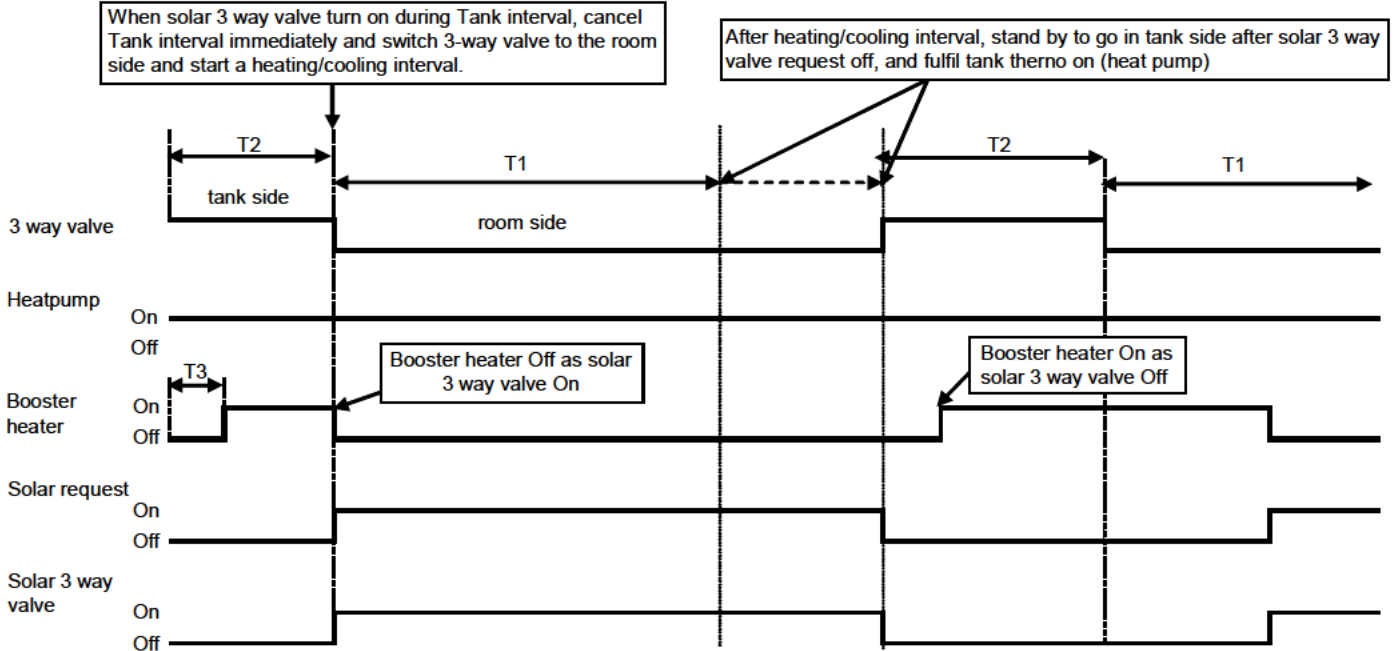 When solar 3 way valve turn on during Tank interval, cancel
Tank interval immediately and switch 3-way valve to the room
side and start a heating/cooling interval.
After heating/cooling interval, stand by to go in tank side after solar 3 way
valve request off, and fulfil tank therno on (heat pump)
T2
T1
T2
T1
tank side
room side
3 way valve
Heatpump
On
Off
T3
Booster heater Off as solar
3 way valve On
Booster heater On as
solar 3 way valve Off
Booster
heater
On
Off
Solar request
On
Off
Solar 3 way
valve
On
Off